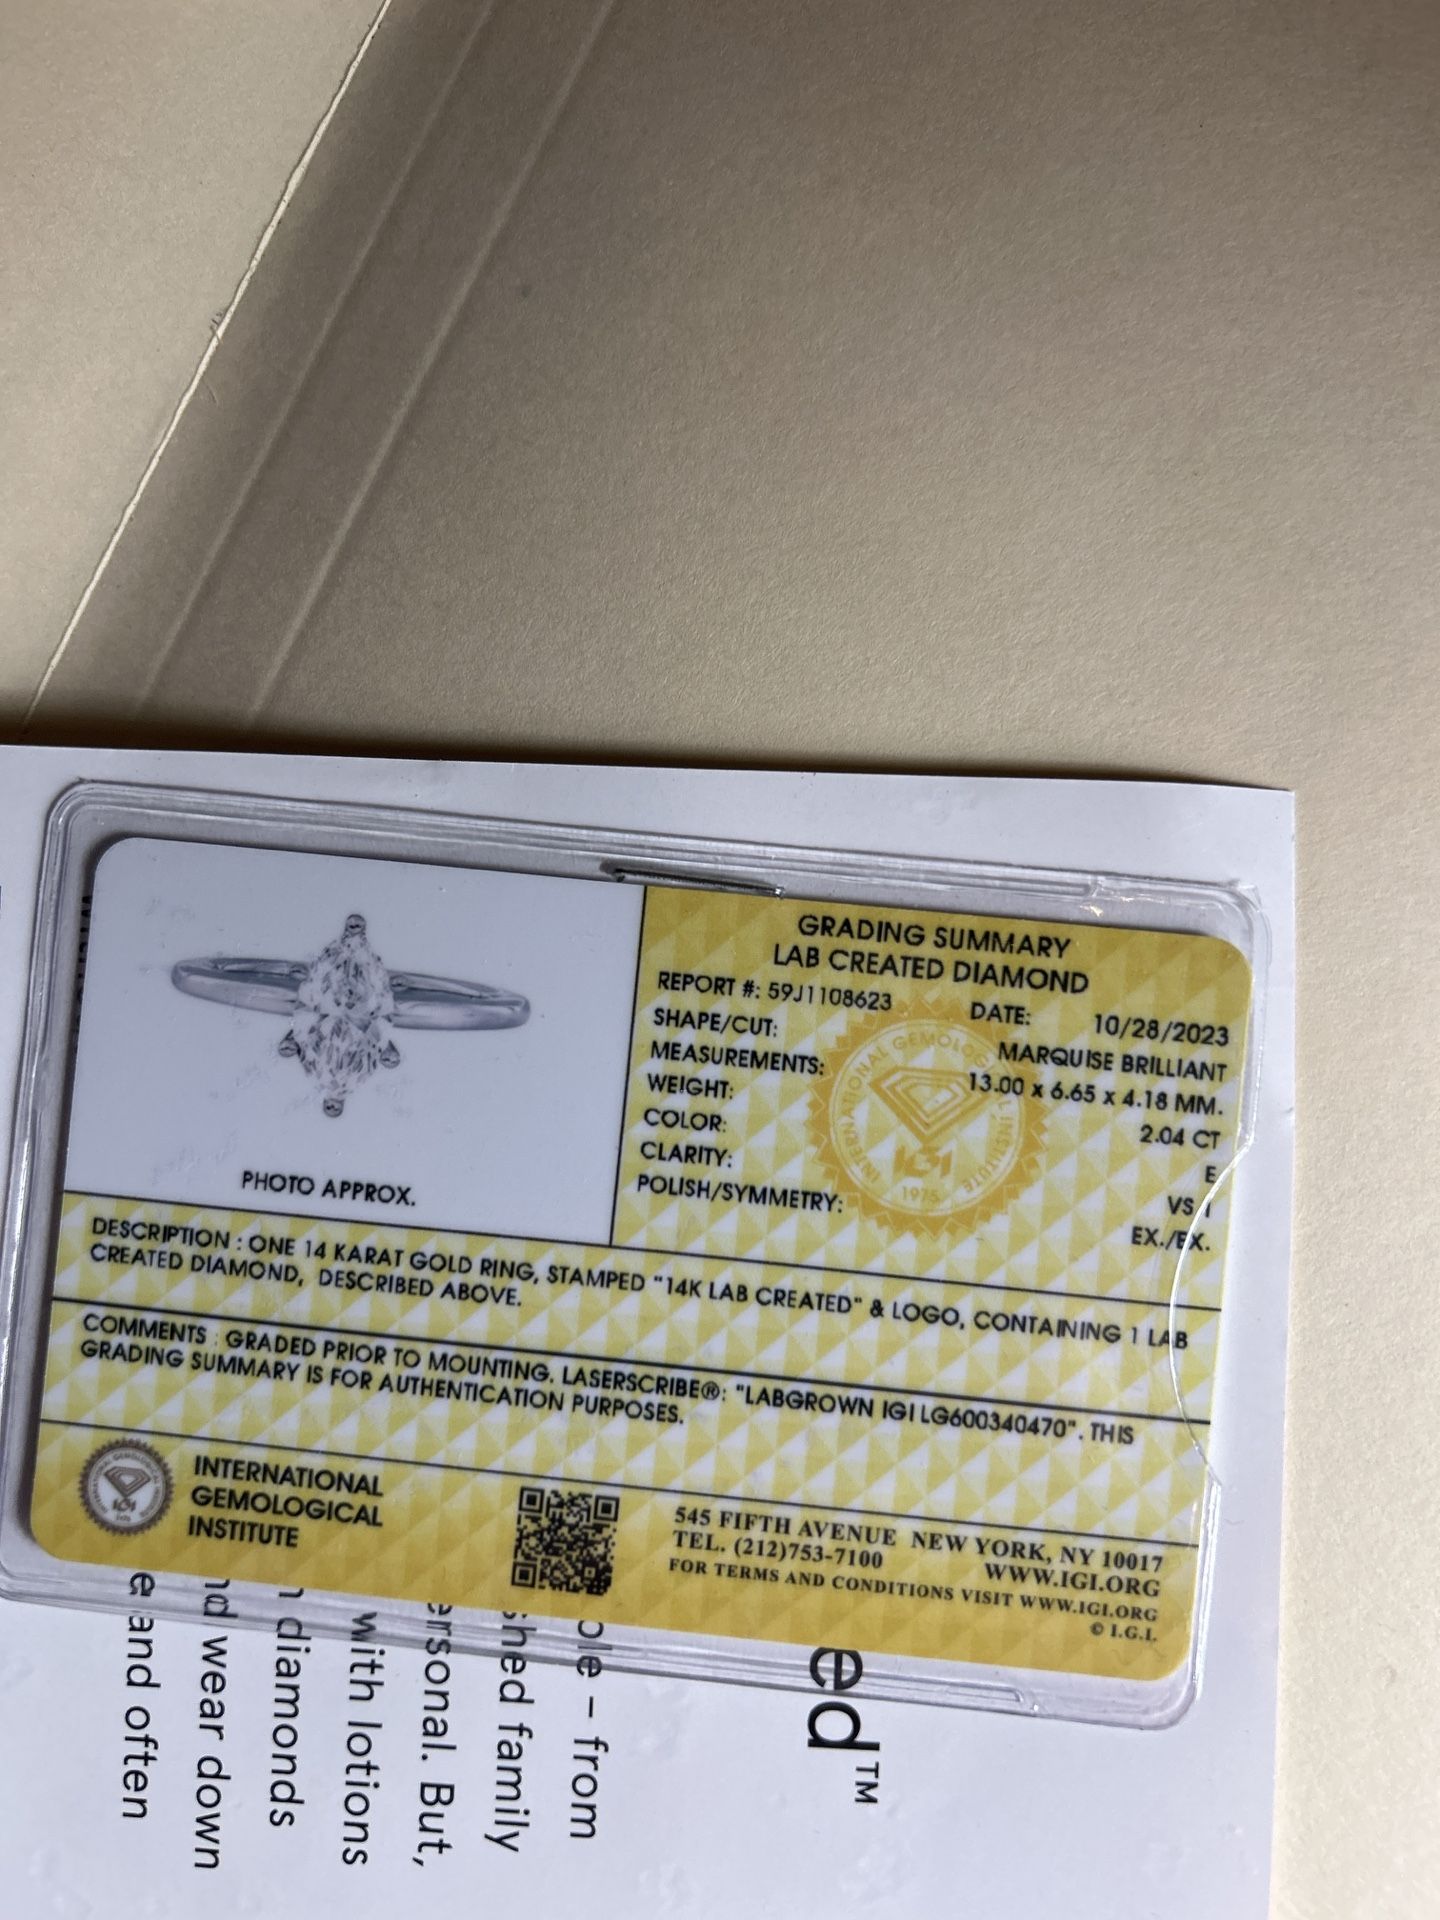 PHOTO APPROX.
GRADING SUMMARY
LAB CREATED DIAMOND
REPORT #: 59J1108623 DATE: 10/28/2023
SHAPE/CUT: MARQUISE BRILLIANT
MEASUREMENTS: 13.00 x 6.65 x 4.18 MM.
WEIGHT: 2.04 CT
COLOR: E
CLARITY: VS 1
POLISH/SYMMETRY: EX./EX.
INTERNATIONAL GEMOLOGICAL INSTITUTE
IGI
1975
DESCRIPTION : ONE 14 KARAT GOLD RING, STAMPED "14K LAB CREATED" & LOGO, CONTAINING 1 LAB
CREATED DIAMOND, DESCRIBED ABOVE.
COMMENTS : GRADED PRIOR TO MOUNTING. LASERSCRIBE®: "LABGROWN IGI LG600340470". THIS
GRADING SUMMARY IS FOR AUTHENTICATION PURPOSES.
INTERNATIONAL
GEMOLOGICAL
INSTITUTE
545 FIFTH AVENUE NEW YORK, NY 10017
TEL. (212)753-7100 WWW.IGI.ORG
FOR TERMS AND CONDITIONS VISIT WWW.IGI.ORG
© I.G.I.
ed™
– from
family
But,
with lotions
diamonds
wear down
and often